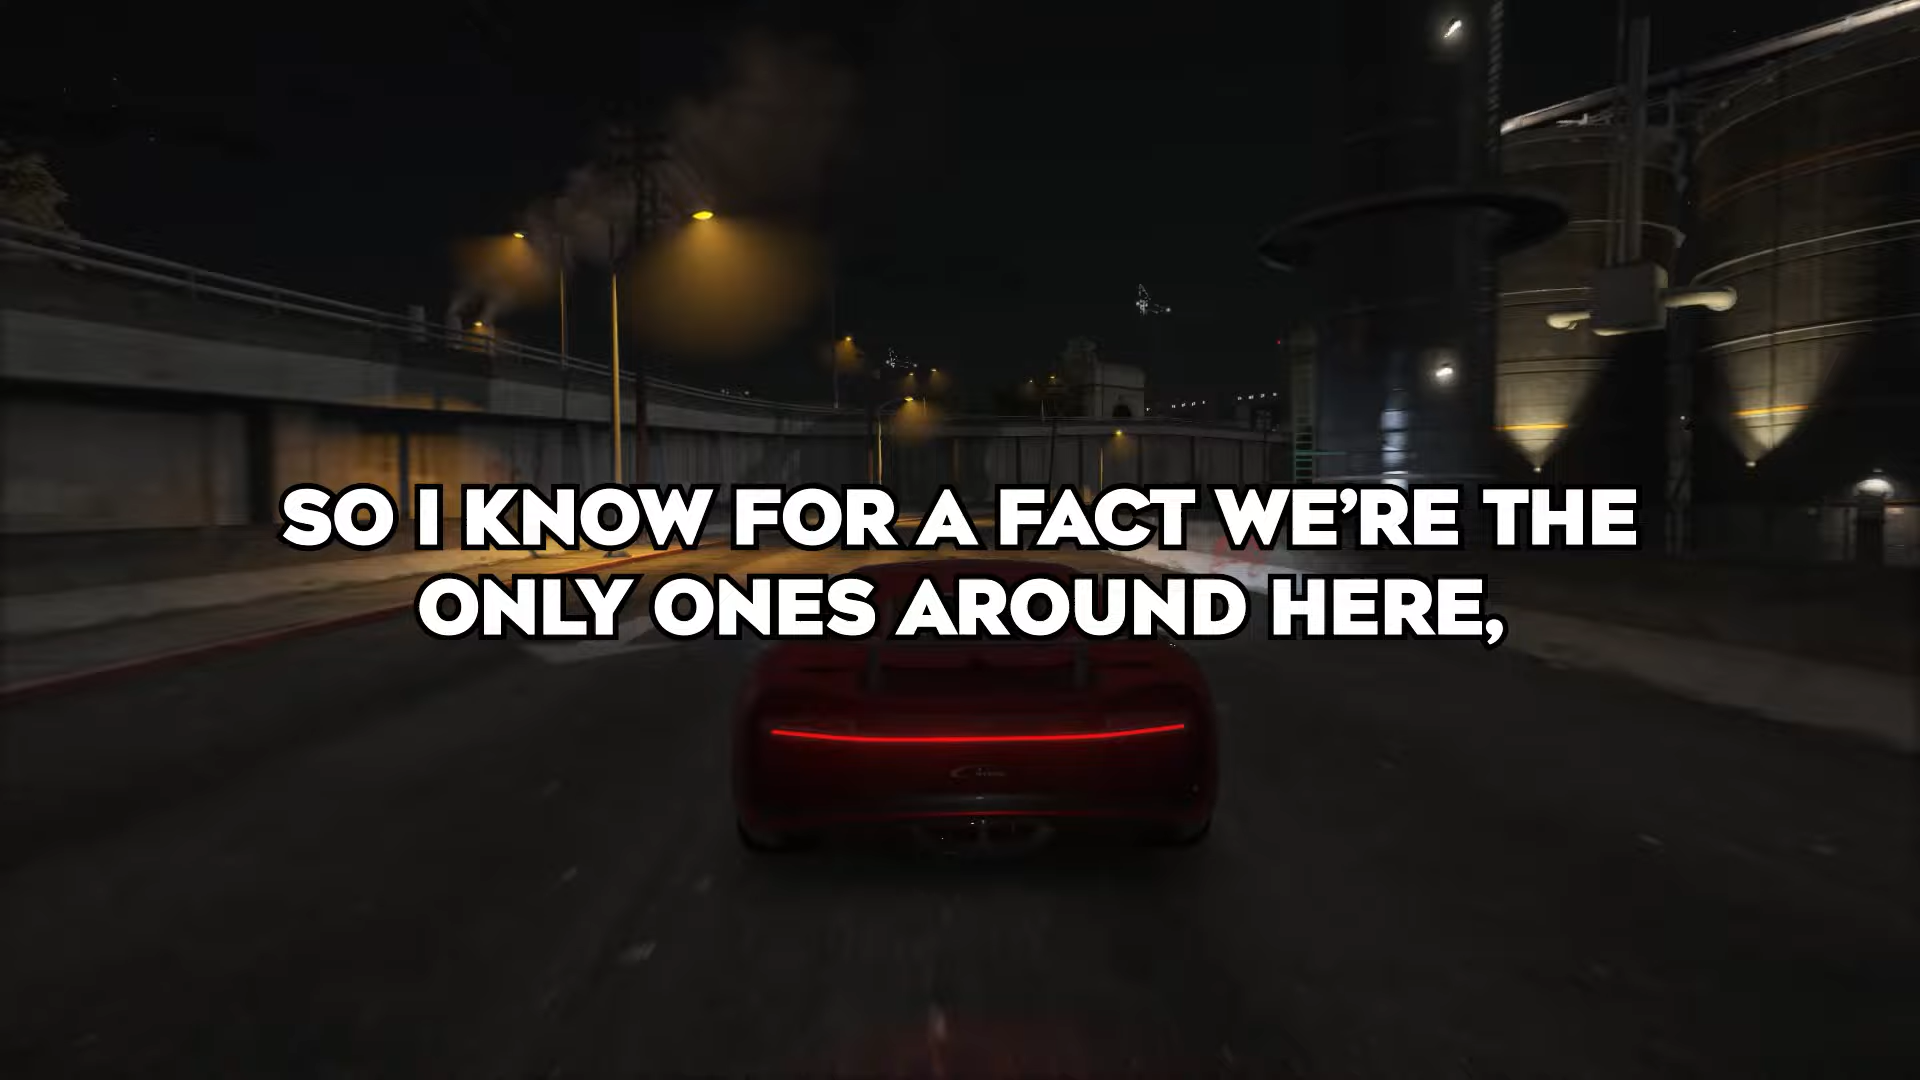 SO I KNOW FOR A FACT WE’RE THE
ONLY ONES AROUND HERE,